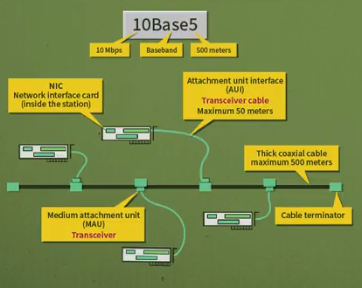 10Base5
10 Mbps
Baseband
500 meters
NIC
Network interface card
(inside the station)
Attachment unit interface
(AUI)
Transceiver cable
Maximum 50 meters
Thick coaxial cable
maximum 500 meters
Medium attachment unit
(MAU)
Transceiver
Cable terminator